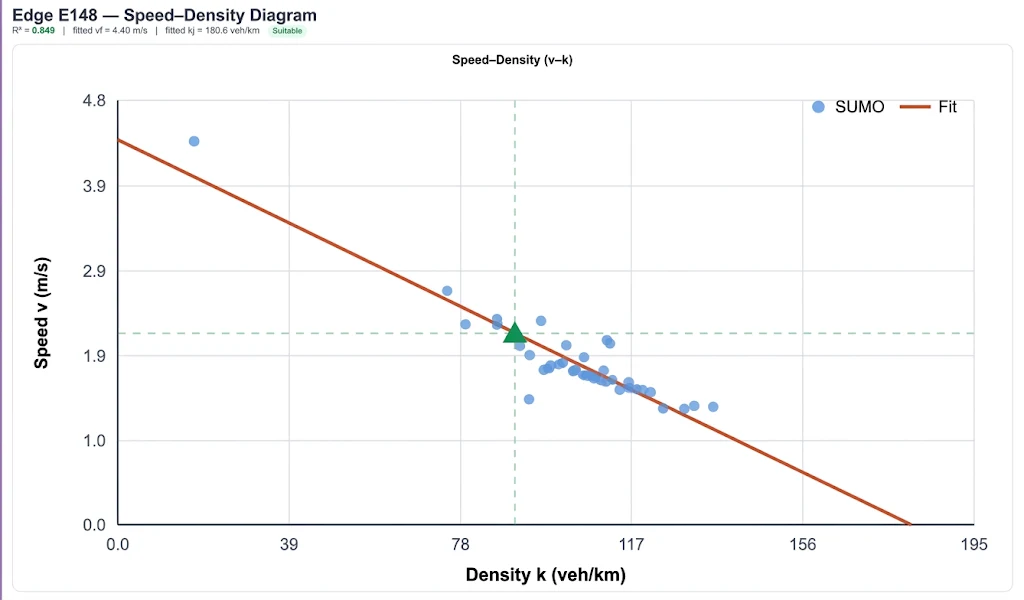 Edge E148 — Speed–Density Diagram
R² = 0.849 | fitted vf = 4.40 m/s | fitted kj = 180.6 veh/km Suitable
Speed–Density (v–k)
SUMO Fit
4.8
3.9
2.9
1.9
1.0
0.0
Speed v (m/s)
0.0 39 78 117 156 195
Density k (veh/km)